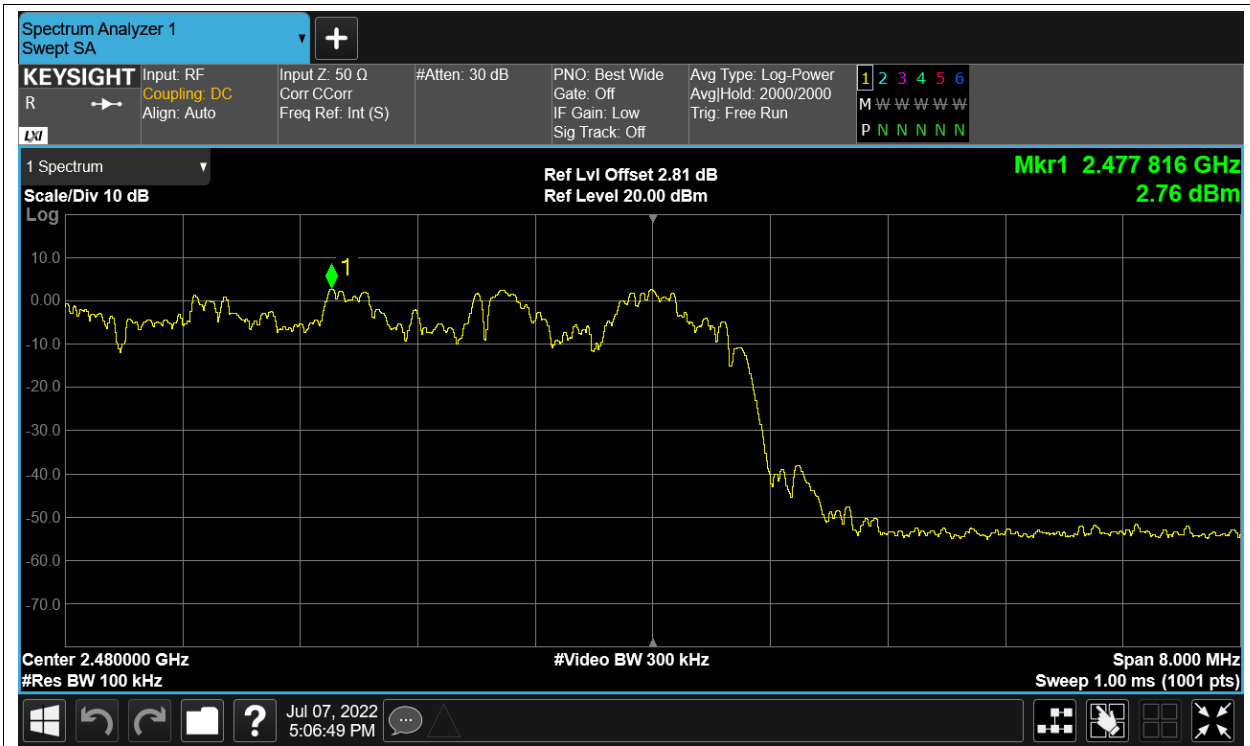 Spectrum Analyzer 1
Swept SA
KEYSIGHT
R
LXI
Input: RF
Coupling: DC
Align: Auto
Input Z: 50 Ω
Corr CCorr
Freq Ref: Int (S)
#Atten: 30 dB
PNO: Best Wide
Gate: Off
IF Gain: Low
Sig Track: Off
Avg Type: Log-Power
Avg|Hold: 2000/2000
Trig: Free Run
1 2 3 4 5 6
M W W W W W
P N N N N N
1 Spectrum
Scale/Div 10 dB
Ref Lvl Offset 2.81 dB
Ref Level 20.00 dBm
Mkr1 2.477 816 GHz
2.76 dBm
Log
1
10.0
0.00
-10.0
-20.0
-30.0
-40.0
-50.0
-60.0
-70.0
Center 2.480000 GHz
#Res BW 100 kHz
#Video BW 300 kHz
Span 8.000 MHz
Sweep 1.00 ms (1001 pts)
?
Jul 07, 2022
5:06:49 PM